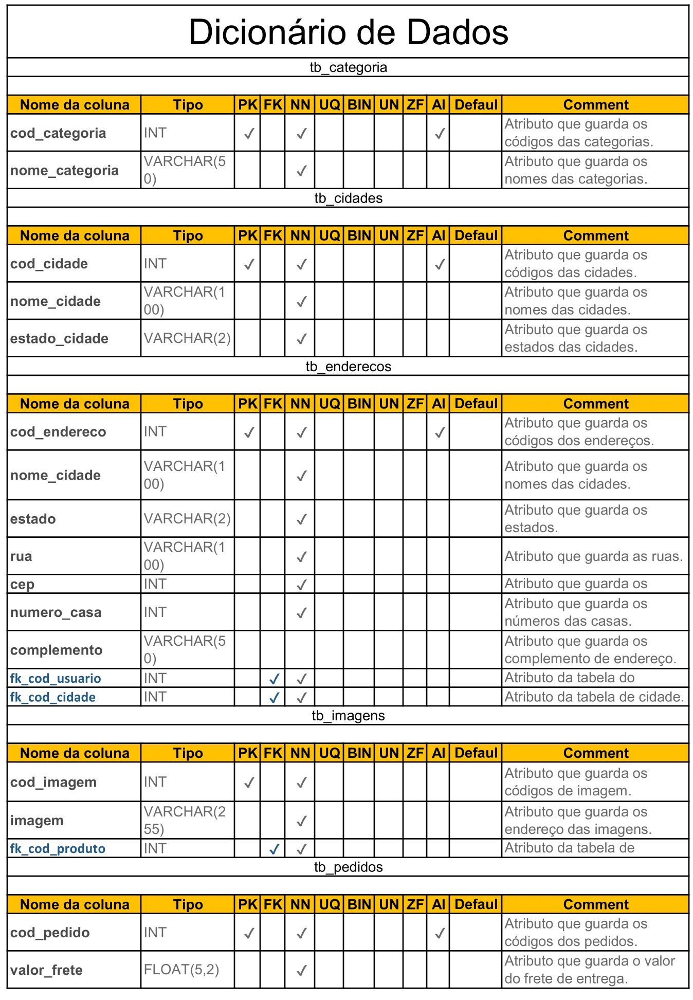 Dicionário de Dados
tb_categoria
Nome da coluna Tipo PK FK NN UQ BIN UN ZF AI Defaul Comment
cod_categoria INT ✓ ✓ ✓ Atributo que guarda os
códigos das categorias.
nome_categoria VARCHAR(5
0) ✓ Atributo que guarda os
nomes das categorias.
tb_cidades
Nome da coluna Tipo PK FK NN UQ BIN UN ZF AI Defaul Comment
cod_cidade INT ✓ ✓ ✓ Atributo que guarda os
códigos das cidades.
nome_cidade VARCHAR(1
00) ✓ Atributo que guarda os
nomes das cidades.
estado_cidade VARCHAR(2) ✓ Atributo que guarda os
estados das cidades.
tb_enderecos
Nome da coluna Tipo PK FK NN UQ BIN UN ZF AI Defaul Comment
cod_endereco INT ✓ ✓ ✓ Atributo que guarda os
códigos dos endereços.
nome_cidade VARCHAR(1
00) ✓ Atributo que guarda os
nomes das cidades.
estado VARCHAR(2) ✓ Atributo que guarda os
estados.
rua VARCHAR(1
00) ✓ Atributo que guarda as ruas.
cep INT ✓ Atributo que guarda os
numero_casa INT ✓ Atributo que guarda os
números das casas.
complemento VARCHAR(5
0) Atributo que guarda os
complemento de endereço.
fk_cod_usuario INT ✓ ✓ Atributo da tabela do
fk_cod_cidade INT ✓ ✓ Atributo da tabela de cidade.
tb_imagens
Nome da coluna Tipo PK FK NN UQ BIN UN ZF AI Defaul Comment
cod_imagem INT ✓ ✓ Atributo que guarda os
códigos de imagem.
imagem VARCHAR(2
55) ✓ Atributo que guarda os
endereço das imagens.
fk_cod_produto INT ✓ ✓ Atributo da tabela de
tb_pedidos
Nome da coluna Tipo PK FK NN UQ BIN UN ZF AI Defaul Comment
cod_pedido INT ✓ ✓ ✓ Atributo que guarda os
códigos dos pedidos.
valor_frete FLOAT(5,2) ✓ Atributo que guarda o valor
do frete de entrega.